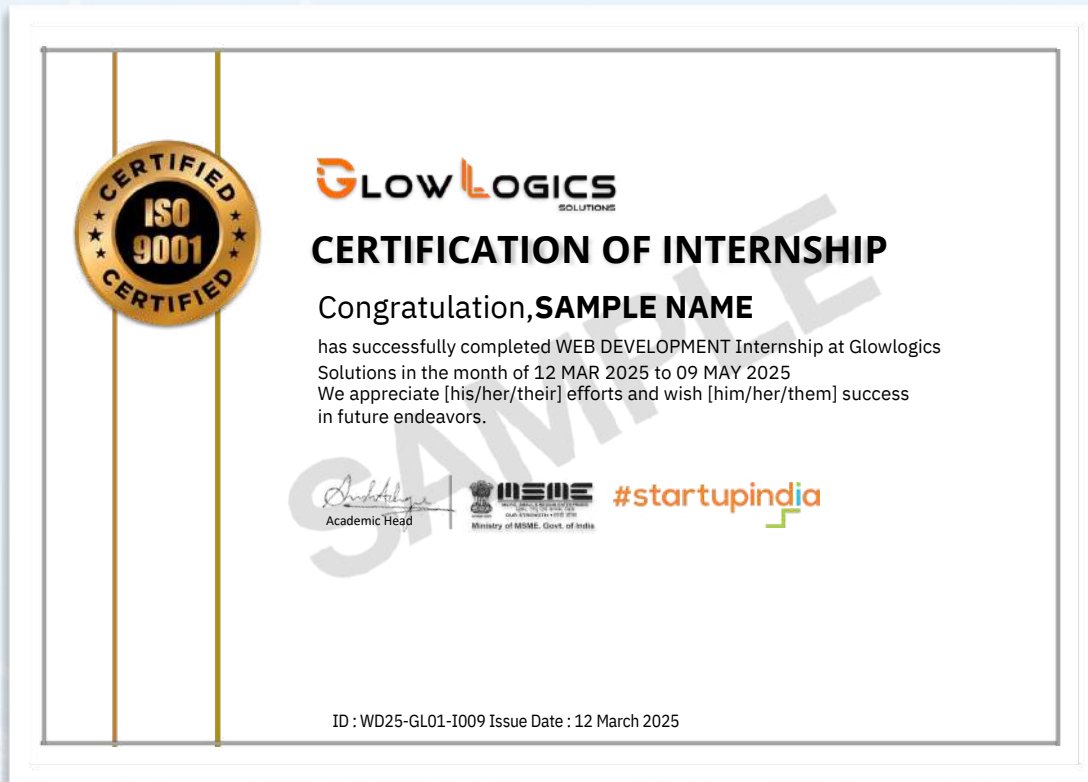 CERTIFIED
ISO
9001
CERTIFIED
GLOW LOGICS
SOLUTIONS
CERTIFICATION OF INTERNSHIP
Congratulation,SAMPLE NAME
has successfully completed WEB DEVELOPMENT Internship at Glowlogics
Solutions in the month of 12 MAR 2025 to 09 MAY 2025
We appreciate [his/her/their] efforts and wish [him/her/them] success
in future endeavors.
SAMPLE
Academic Head
MSME
Ministry of MSME. Govt. of India
#startupindia
ID : WD25-GL01-I009 Issue Date : 12 March 2025